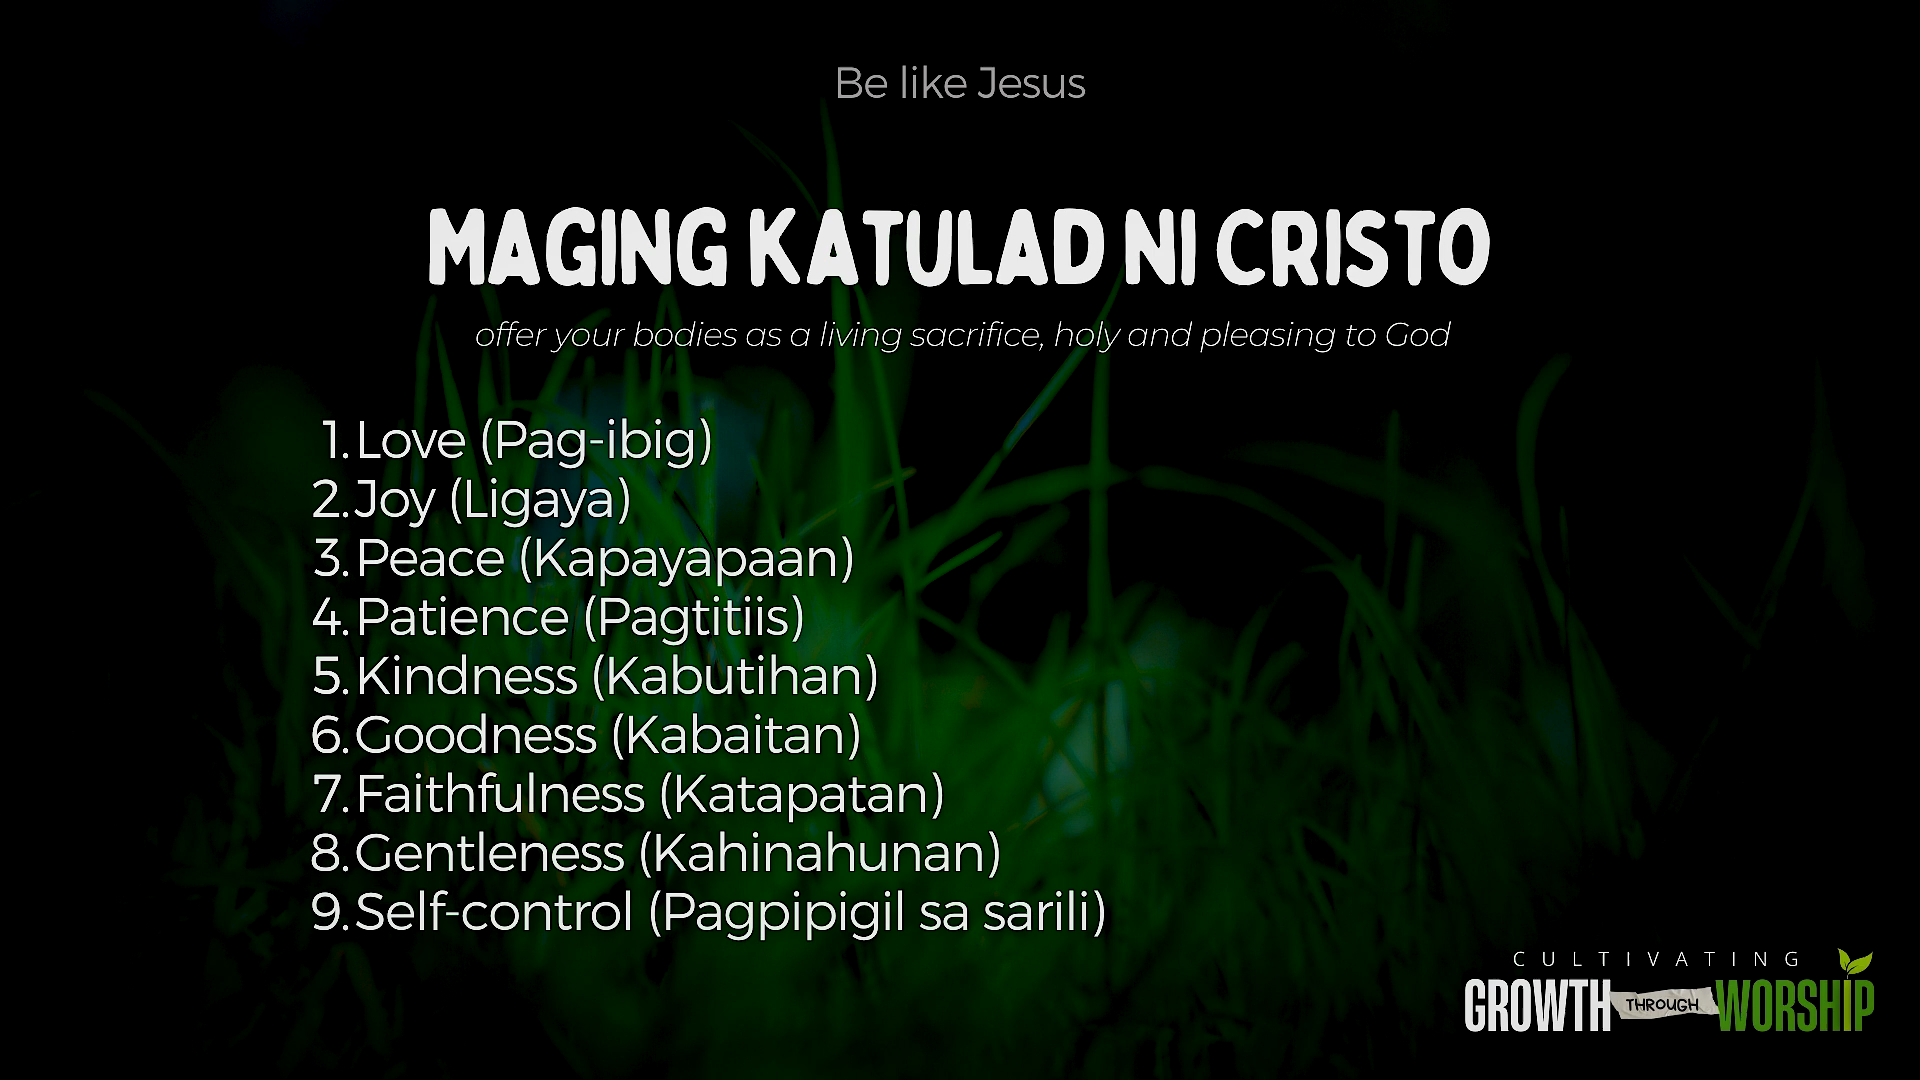 Be like Jesus
MAGING KATULAD NI CRISTO
offer your bodies as a living sacrifice, holy and pleasing to God
1. Love (Pag-ibig)
2. Joy (Ligaya)
3. Peace (Kapayapaan)
4. Patience (Pagtitiis)
5. Kindness (Kabutihan)
6. Goodness (Kabaitan)
7. Faithfulness (Katapatan)
8. Gentleness (Kahinahunan)
9. Self-control (Pagpipigil sa sarili)
CULTIVATING
GROWTH THROUGH WORSHIP